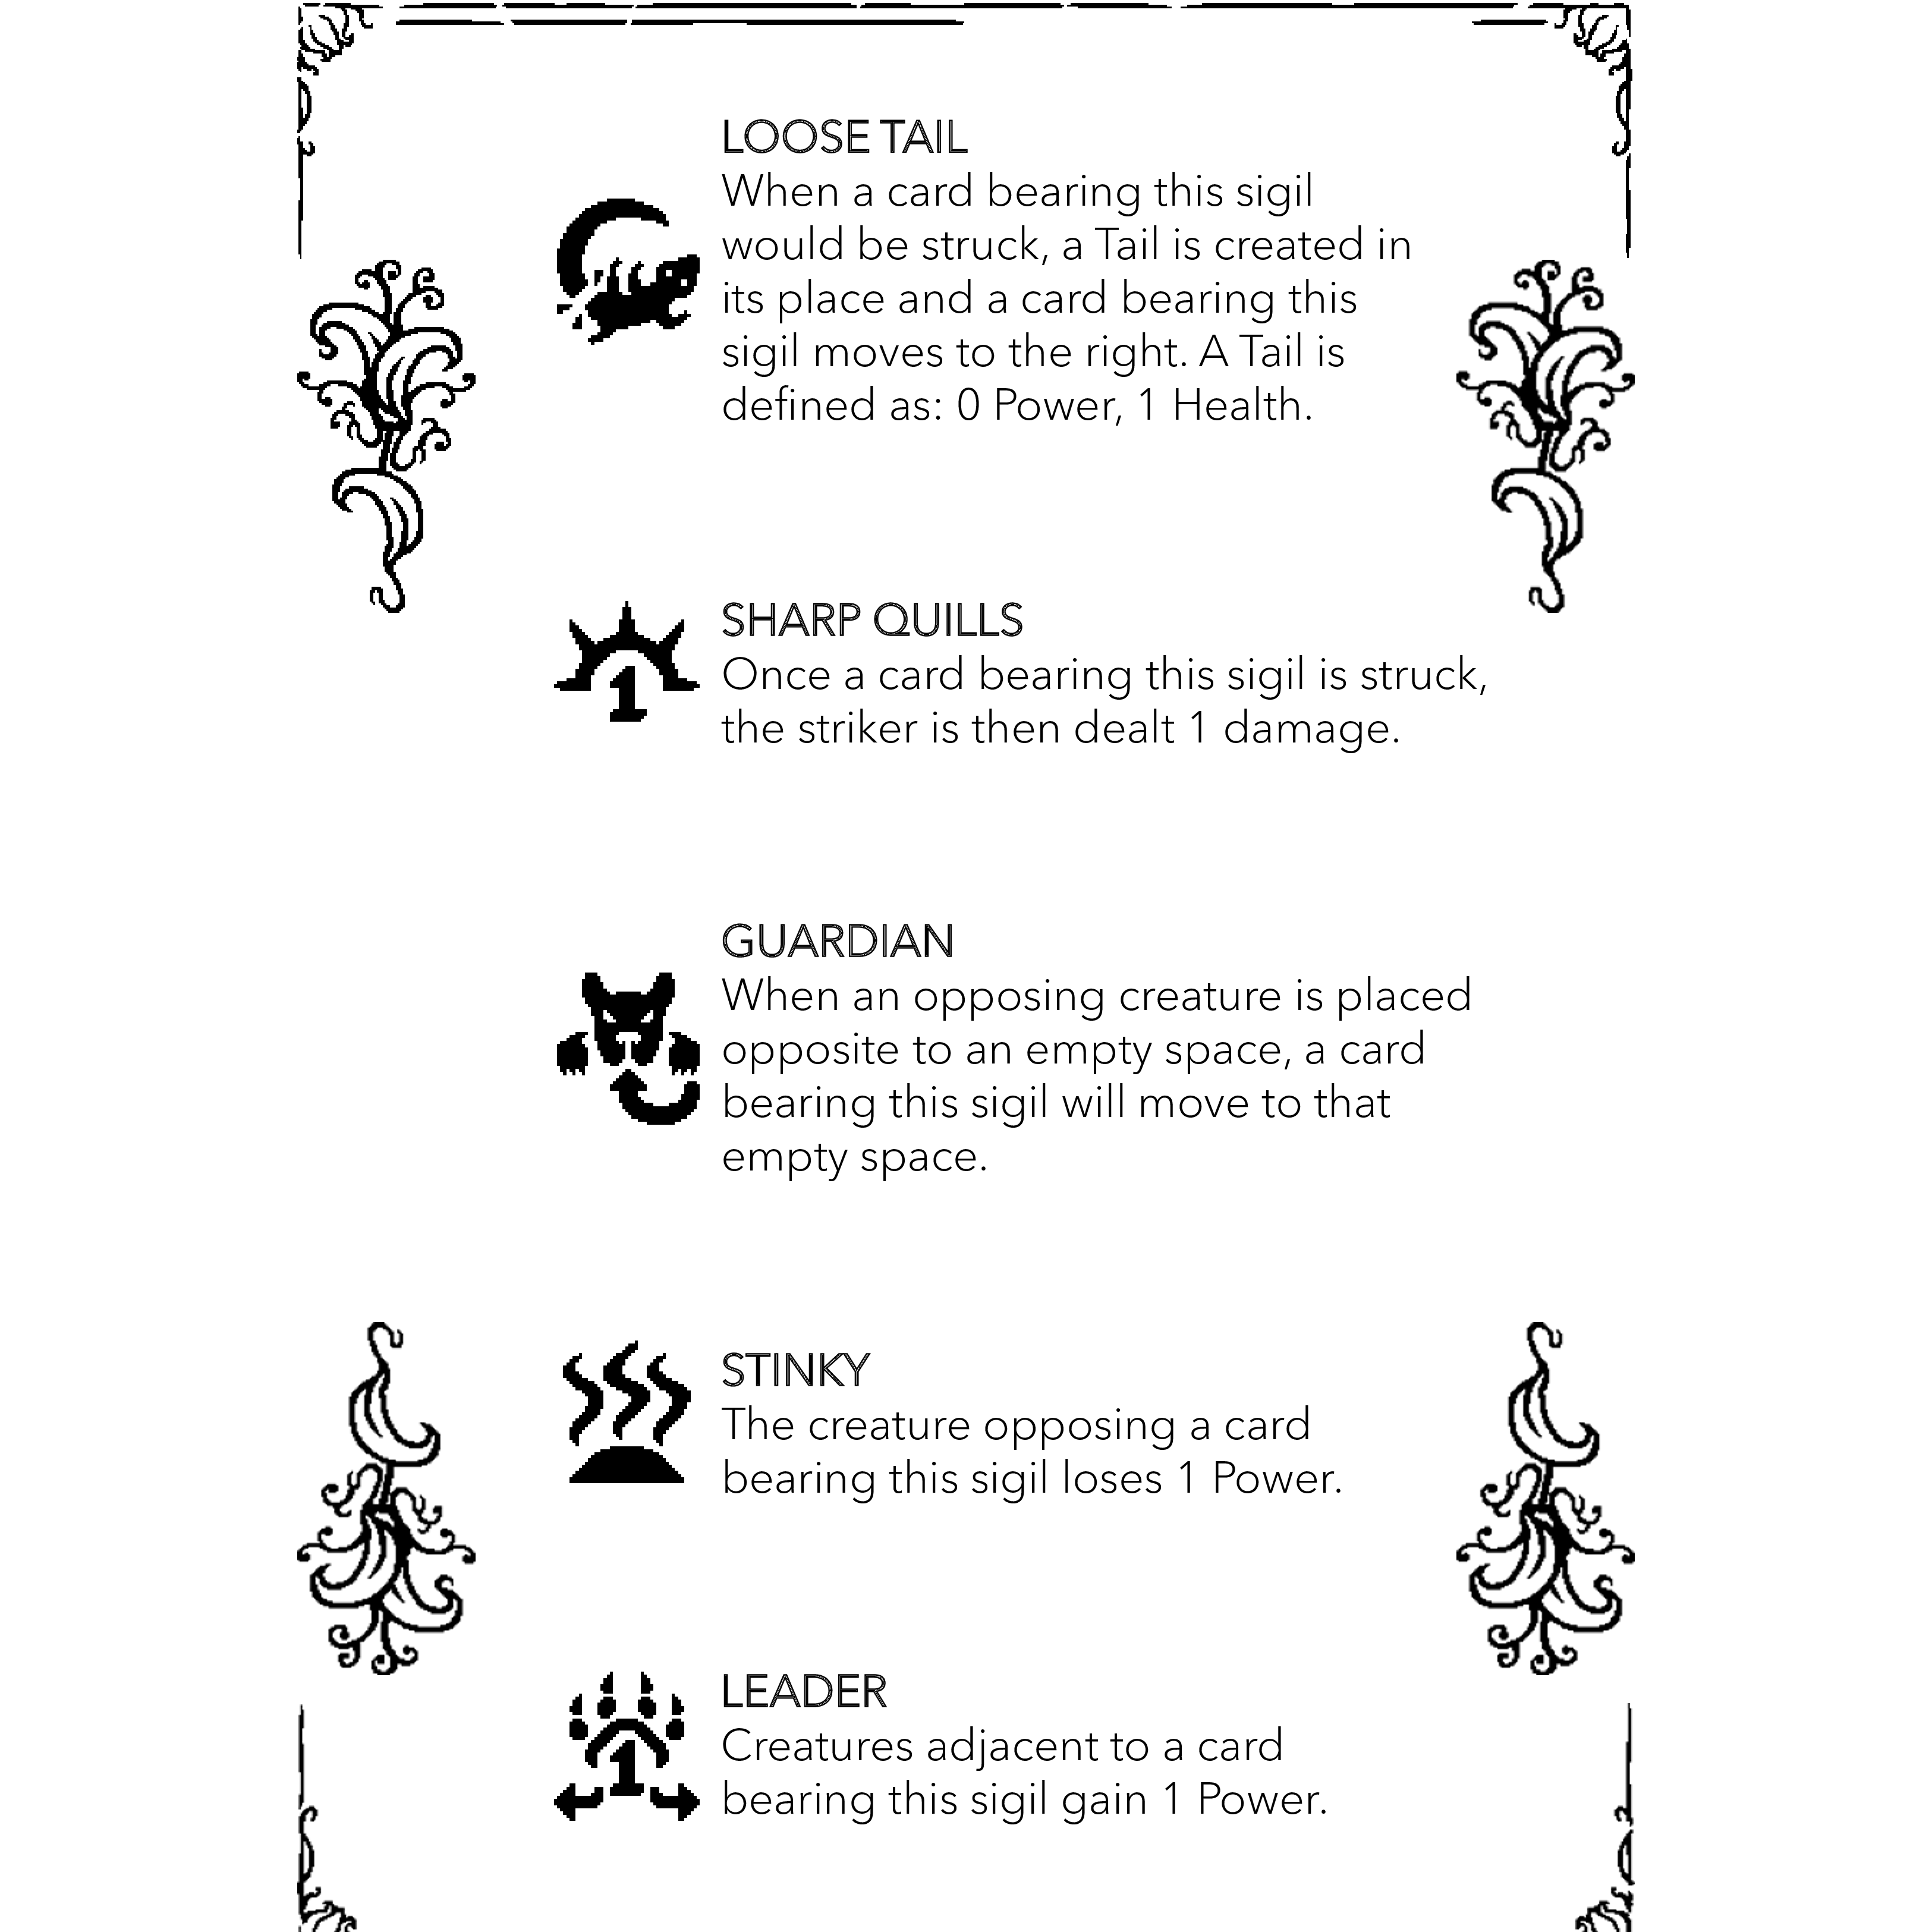 LOOSE TAIL
When a card bearing this sigil
would be struck, a Tail is created in
its place and a card bearing this
sigil moves to the right. A Tail is
defined as: 0 Power, 1 Health.
SHARP QUILLS
Once a card bearing this sigil is struck,
the striker is then dealt 1 damage.
1
GUARDIAN
When an opposing creature is placed
opposite to an empty space, a card
bearing this sigil will move to that
empty space.
STINKY
The creature opposing a card
bearing this sigil loses 1 Power.
LEADER
Creatures adjacent to a card
bearing this sigil gain 1 Power.
1